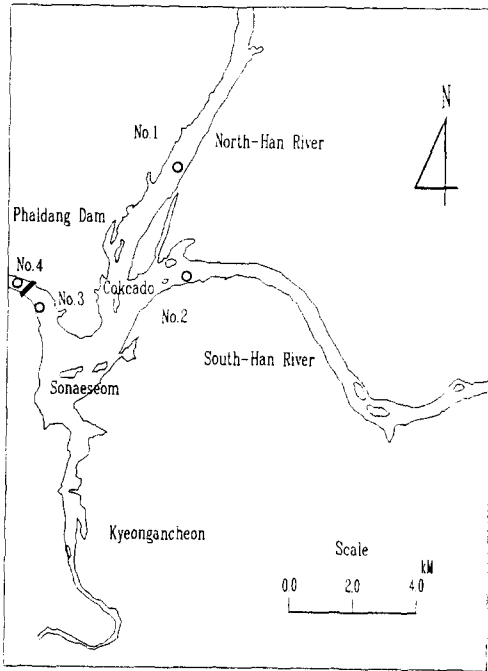 N
No.1
North-Han River
Phaldang Dam
No.4
Cokcado
No.3
No.2
South-Han River
Sonaeseom
Kyeongancheon
Scale
kM
0.0 2.0 4.0